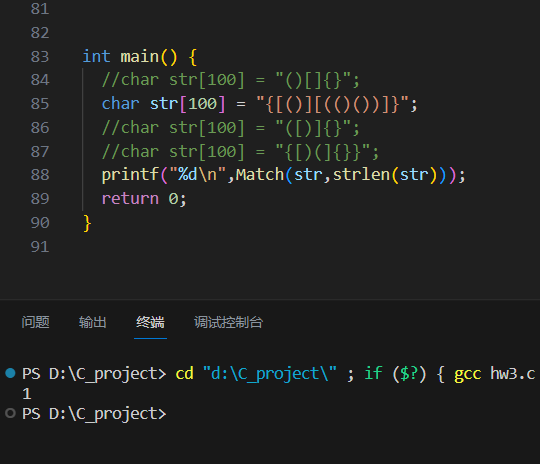 81
82
83 int main() {
84 //char str[100] = "()[]{}";
85 char str[100] = "{[()][(()())]}";
86 //char str[100] = "([)]{}";
87 //char str[100] = "{[)(]{}}";
88 printf("%d\n",Match(str,strlen(str)));
89 return 0;
90 }
91
问题 输出 终端 调试控制台
PS D:\C_project> cd "d:\C_project\" ; if ($?) { gcc hw3.c
1
PS D:\C_project>